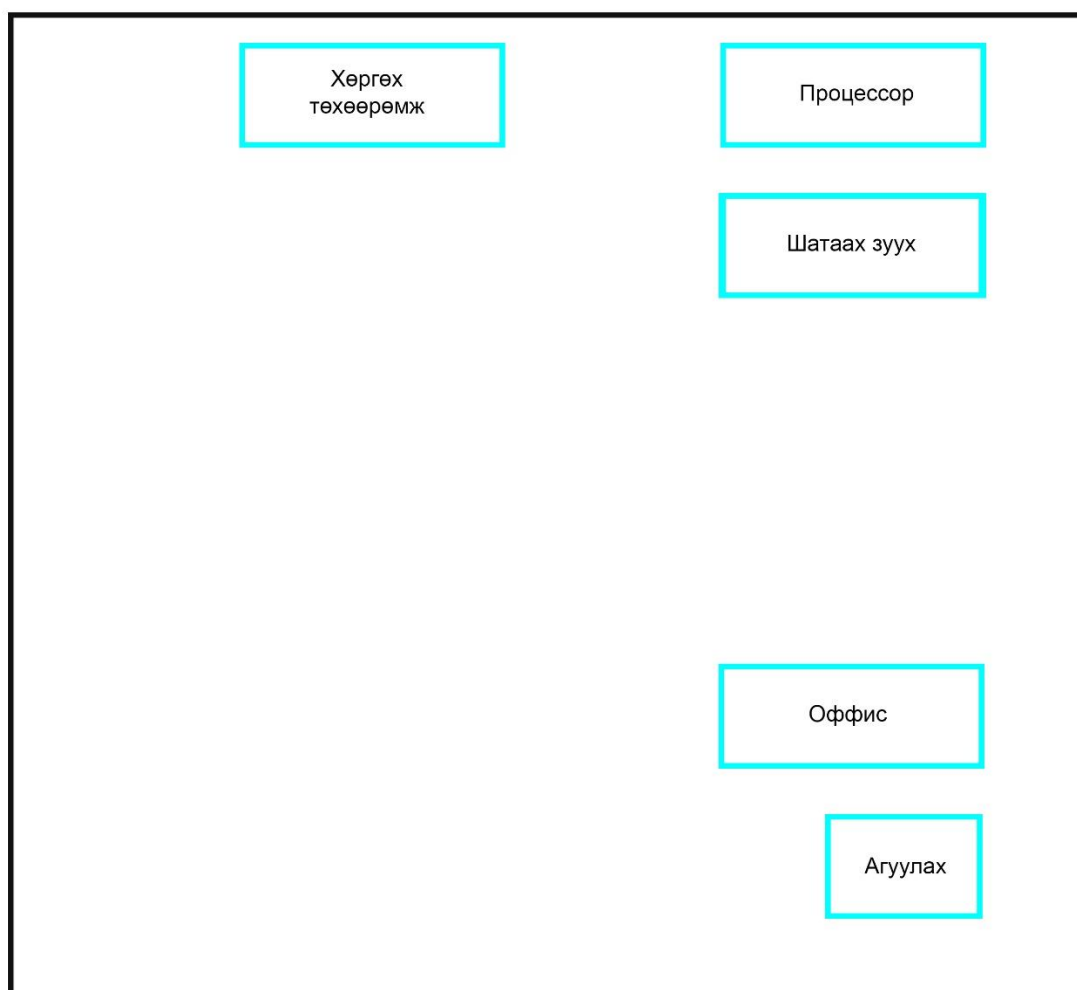 Хөргөх
төхөөрөмж
Процессор
Шатаах зуух
Оффис
Агуулах